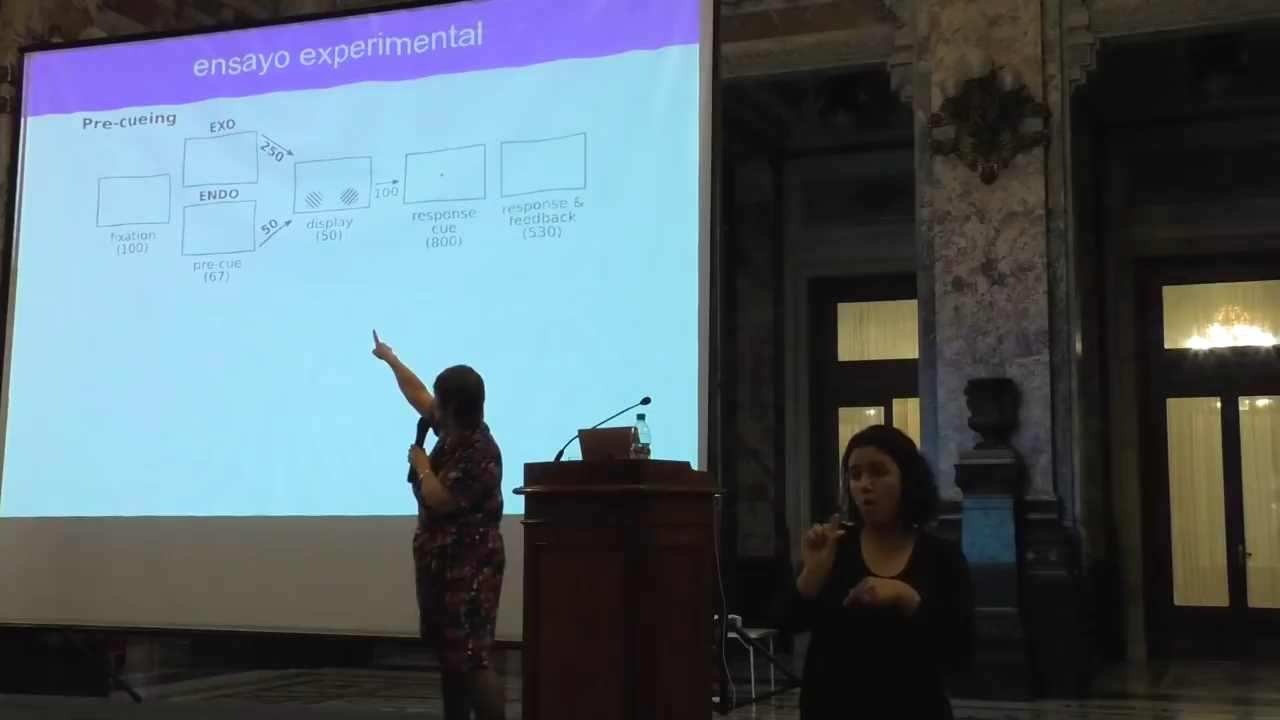 ensayo experimental
Pre-cueing
EXO
250
ENDO
50
fixation
(100)
pre-cue
(67)
display
(50)
100
response
cue
(800)
response &
feedback
(530)